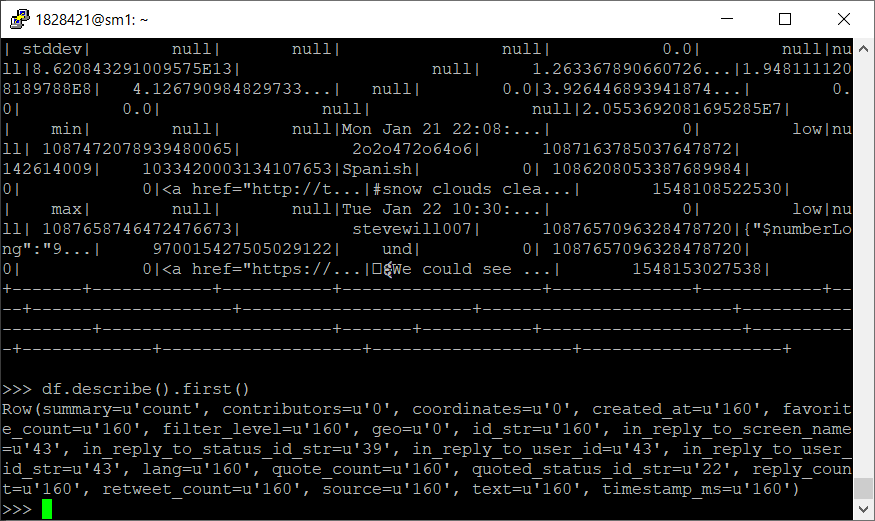 1828421@sm1: ~
| stddev|        null|       null|                null|            0.0|        null|nu
ll|8.620843291009575E13|                   null|    1.263367890660726...|1.948111120
8189788E8|   4.126790984829733...|   null|        0.0|3.926446893941874...|          0.
0|          0.0|                null|                null|2.0553692081695285E7|
|    min|        null|       null|Mon Jan 21 22:08:...|              0|         low|nu
ll| 1087472078939480065|           2o2o472o64o6|     1087163785037647872|
142614009|     1033420003134107653|Spanish|          0| 1086208053387689984|
0|             0|<a href="http://t...|#snow clouds clea...|       1548108522530|
|    max|        null|       null|Tue Jan 22 10:30:...|              0|         low|nu
ll| 1087658746472476673|           stevewill007|     1087657096328478720|{"$numberLo
ng":"9...|      970015427505029122|    und|          0| 1087657096328478720|
0|             0|<a href="https://...|We could see ...|       1548153027538|
+-------+------------+-----------+--------------------+---------------+------------+--
--+--------------------+-----------------------+------------------------+-----------
---------+-----------------------+-------+-----------+--------------------+-----------
-+-------------+--------------------+--------------------+--------------------+
>>> df.describe().first()
Row(summary=u'count', contributors=u'0', coordinates=u'0', created_at=u'160', favorit
e_count=u'160', filter_level=u'160', geo=u'0', id_str=u'160', in_reply_to_screen_name
=u'43', in_reply_to_status_id_str=u'39', in_reply_to_user_id=u'43', in_reply_to_user_
id_str=u'43', lang=u'160', quote_count=u'160', quoted_status_id_str=u'22', reply_coun
t=u'160', retweet_count=u'160', source=u'160', text=u'160', timestamp_ms=u'160')
>>>